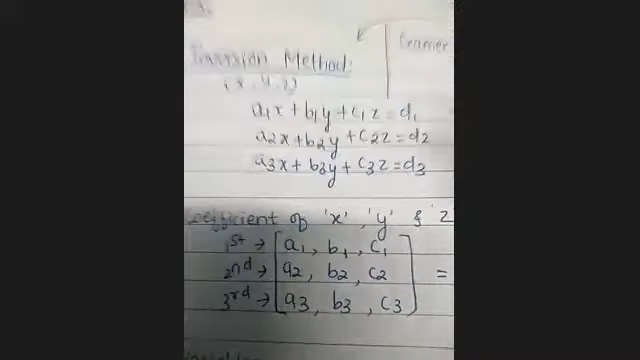 Cramer
Method:
(x, y, z)
a1x + b1y + c1z = d1
a2x + b2y + c2z = d2
a3x + b3y + c3z = d3
Coefficient of 'x', 'y' & 'z
1st → [a1, b1, c1]
2nd → [a2, b2, c2] =
3rd → [a3, b3, c3]